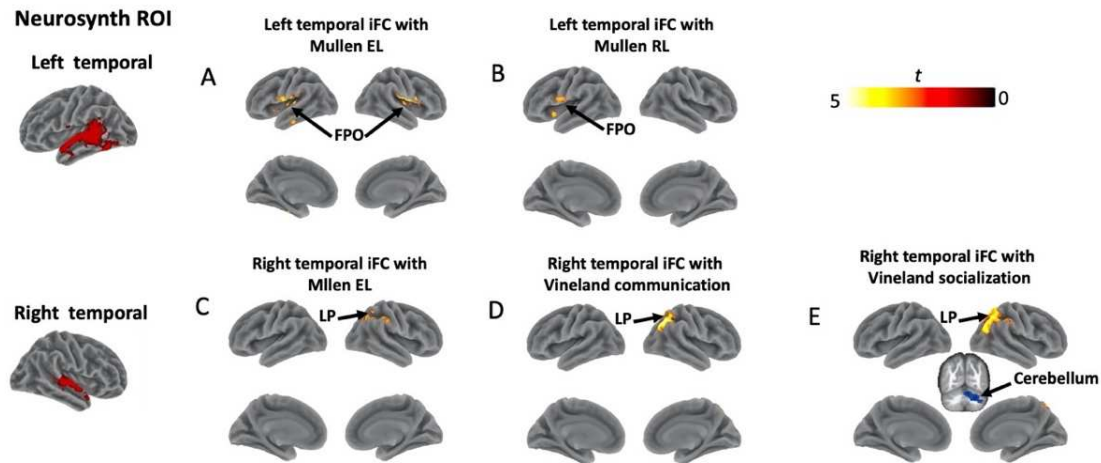 Neurosynth ROI
Left temporal
Left temporal iFC with
Mullen EL
Left temporal iFC with
Mullen RL
A
B
FPO
FPO
t
5
0
Right temporal
Right temporal iFC with
Mllen EL
Right temporal iFC with
Vineland communication
Right temporal iFC with
Vineland socialization
C
LP
D
LP
E
LP
Cerebellum